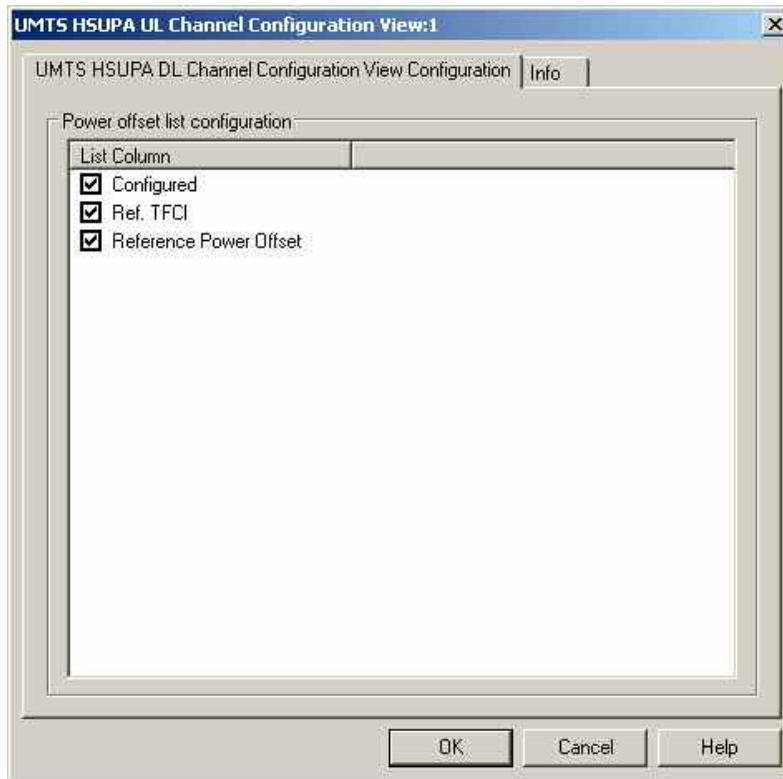 UMTS HSUPA UL Channel Configuration View:1
UMTS HSUPA DL Channel Configuration View Configuration
Info
Power offset list configuration
List Column
Configured
Ref. TFCI
Reference Power Offset
OK
Cancel
Help